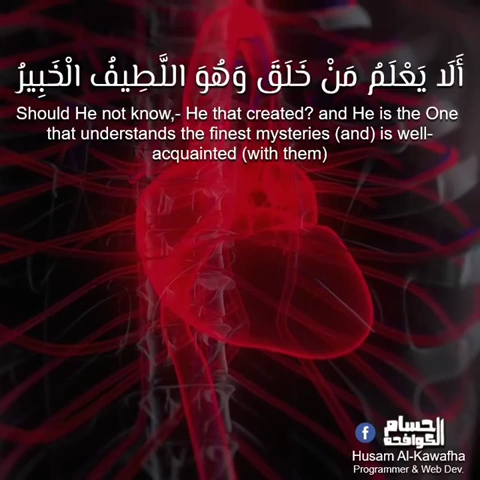 أَلَا يَعْلَمُ مَنْ خَلَقَ وَهُوَ اللَّطِيفُ الْخَبِيرُ
Should He not know,- He that created? and He is the One
that understands the finest mysteries (and) is well-
acquainted (with them)
حسام
الكوافحة
f
Husam Al-Kawafha
Programmer & Web Dev.